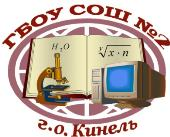 ГБОУ СОШ №2
H₂O
ʸ√x·n
г.о. Кинель